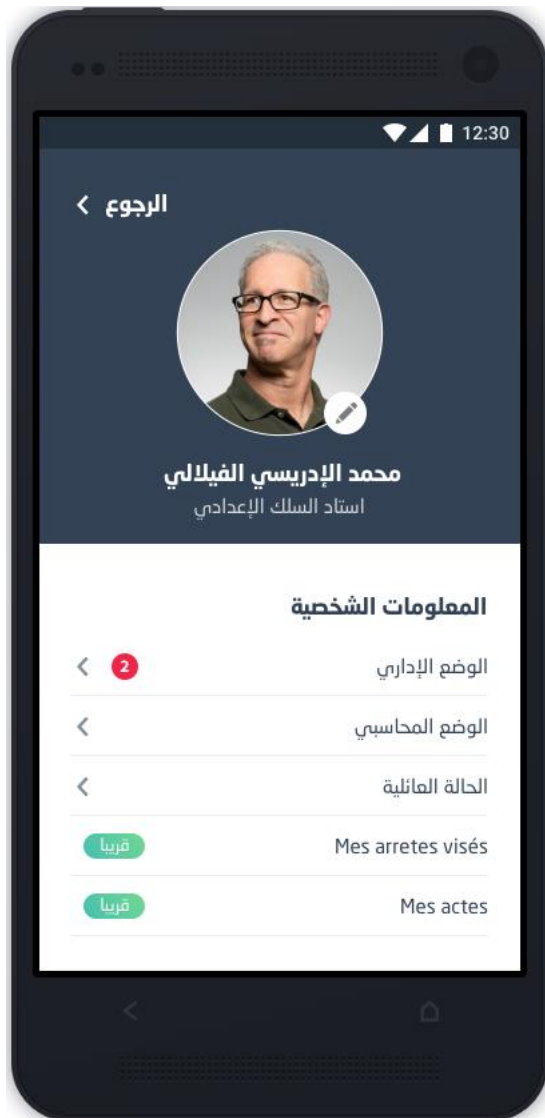 12:30
الرجوع
محمد الإدريسي الفيلالي
استاد السلك الإعدادي
المعلومات الشخصية
الوضع الإداري 2
الوضع المحاسبي
الحالة العائلية
Mes arretes visés قريبا
Mes actes قريبا